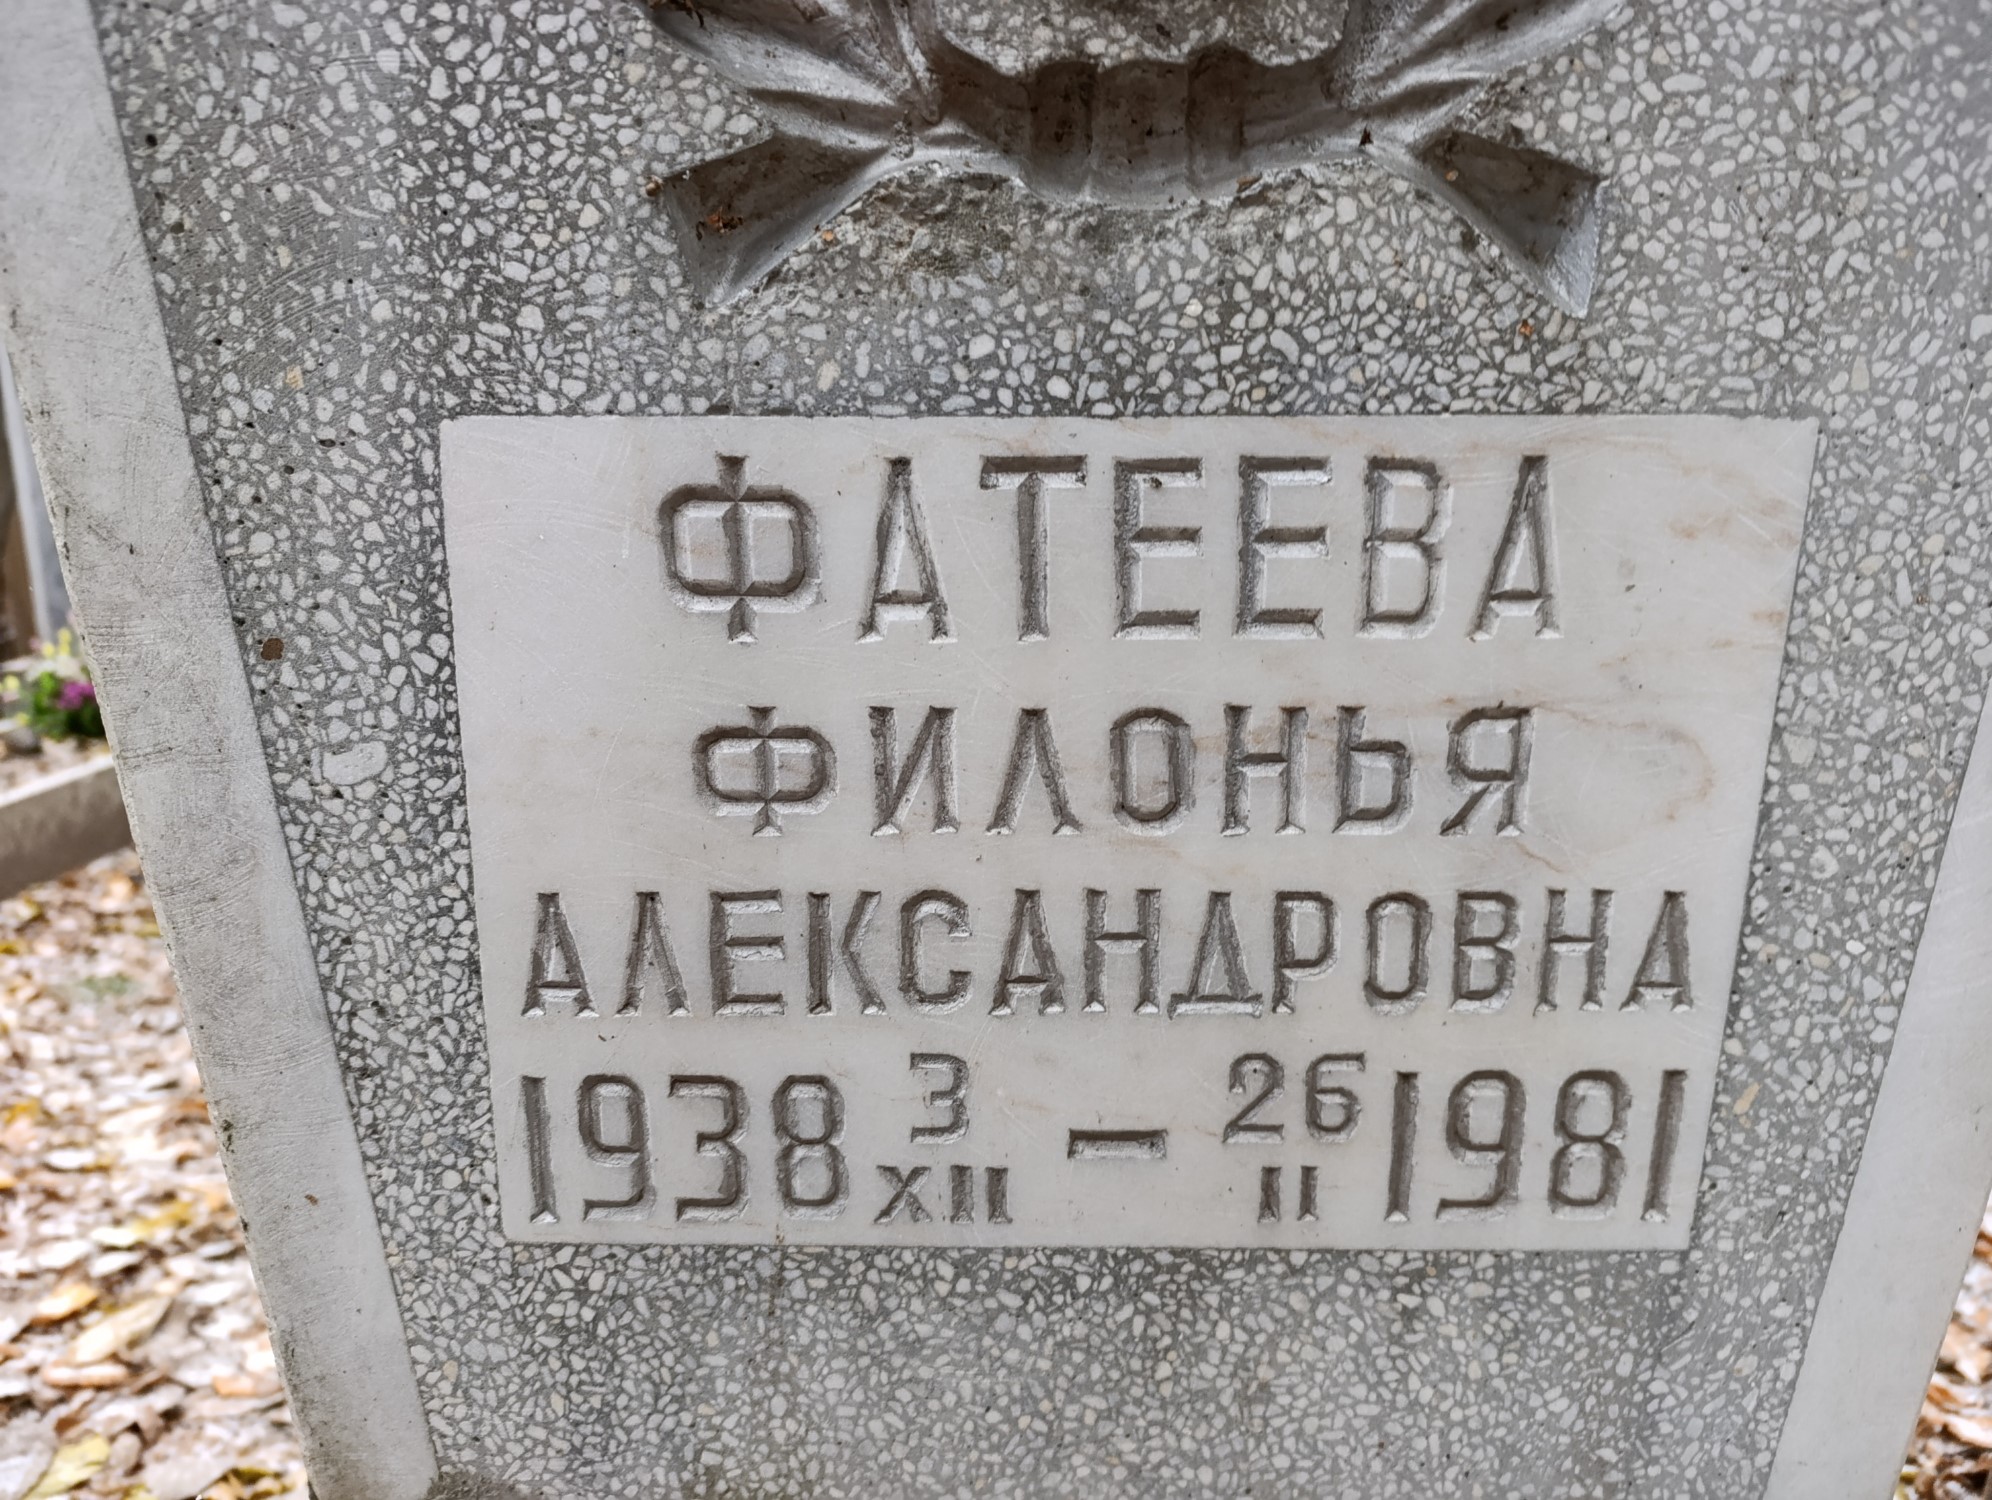 ФАТЕЕВА
ФИЛОНЬЯ
АЛЕКСАНДРОВНА
1938 3/XII – 26/II 1981